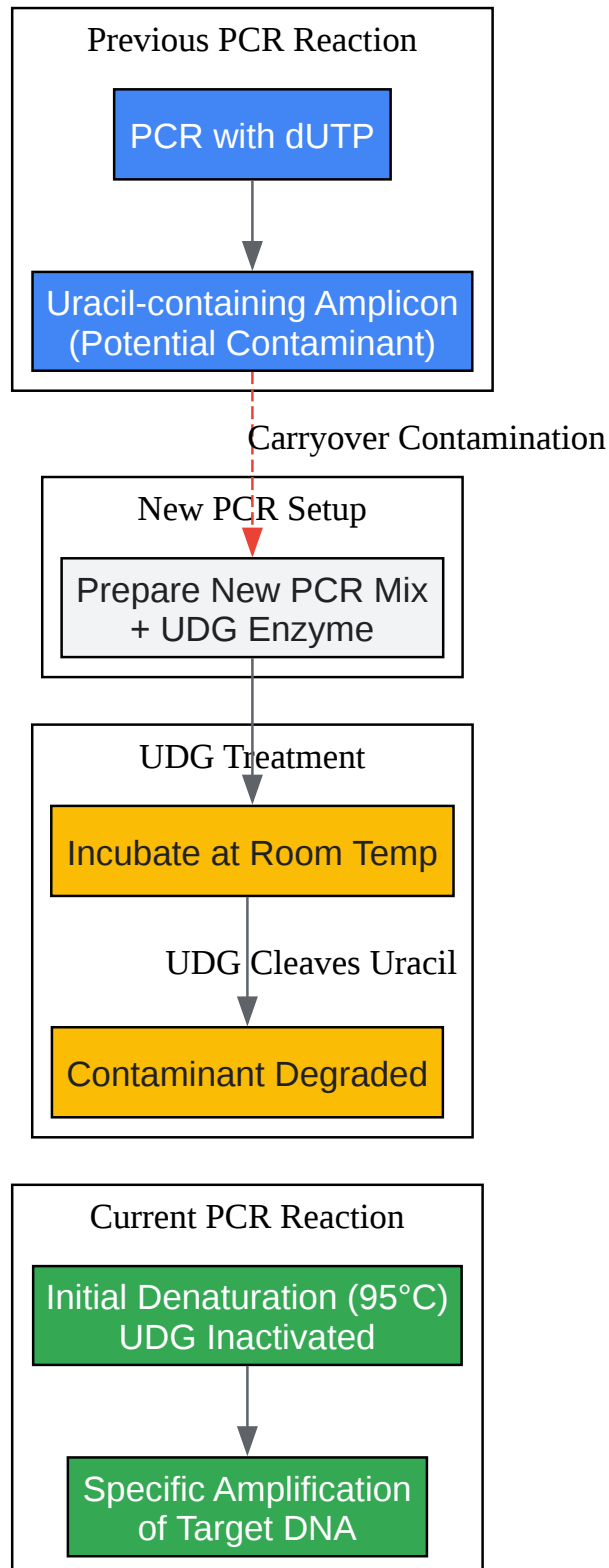 Previous PCR Reaction
PCR with dUTP
Uracil-containing Amplicon
(Potential Contaminant)
Carryover Contamination
New PCR Setup
Prepare New PCR Mix
+ UDG Enzyme
UDG Treatment
Incubate at Room Temp
UDG Cleaves Uracil
Contaminant Degraded
Current PCR Reaction
Initial Denaturation (95°C)
UDG Inactivated
Specific Amplification
of Target DNA